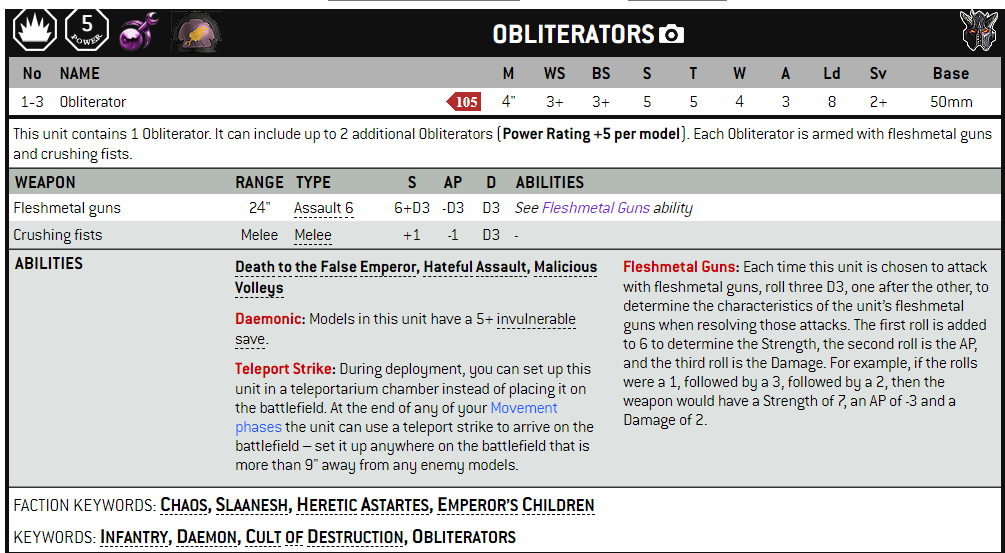 5
POWER
OBLITERATORS
No NAME M WS BS S T W A Ld Sv Base
1-3 Obliterator 105 4" 3+ 3+ 5 5 4 3 8 2+ 50mm
This unit contains 1 Obliterator. It can include up to 2 additional Obliterators (Power Rating +5 per model). Each Obliterator is armed with fleshmetal guns
and crushing fists.
WEAPON RANGE TYPE S AP D ABILITIES
Fleshmetal guns 24" Assault 6 6+D3 -D3 D3 See Fleshmetal Guns ability
Crushing fists Melee Melee +1 -1 D3 -
ABILITIES
Death to the False Emperor, Hateful Assault, Malicious
Volleys
Daemonic: Models in this unit have a 5+ invulnerable
save.
Teleport Strike: During deployment, you can set up this
unit in a teleportarium chamber instead of placing it on
the battlefield. At the end of any of your Movement
phases the unit can use a teleport strike to arrive on the
battlefield – set it up anywhere on the battlefield that is
more than 9" away from any enemy models.
Fleshmetal Guns: Each time this unit is chosen to attack
with fleshmetal guns, roll three D3, one after the other, to
determine the characteristics of the unit's fleshmetal
guns when resolving those attacks. The first roll is added
to 6 to determine the Strength, the second roll is the AP,
and the third roll is the Damage. For example, if the rolls
were a 1, followed by a 3, followed by a 2, then the
weapon would have a Strength of 7, an AP of -3 and a
Damage of 2.
FACTION KEYWORDS: CHAOS, SLAANESH, HERETIC ASTARTES, EMPEROR'S CHILDREN
KEYWORDS: INFANTRY, DAEMON, CULT OF DESTRUCTION, OBLITERATORS